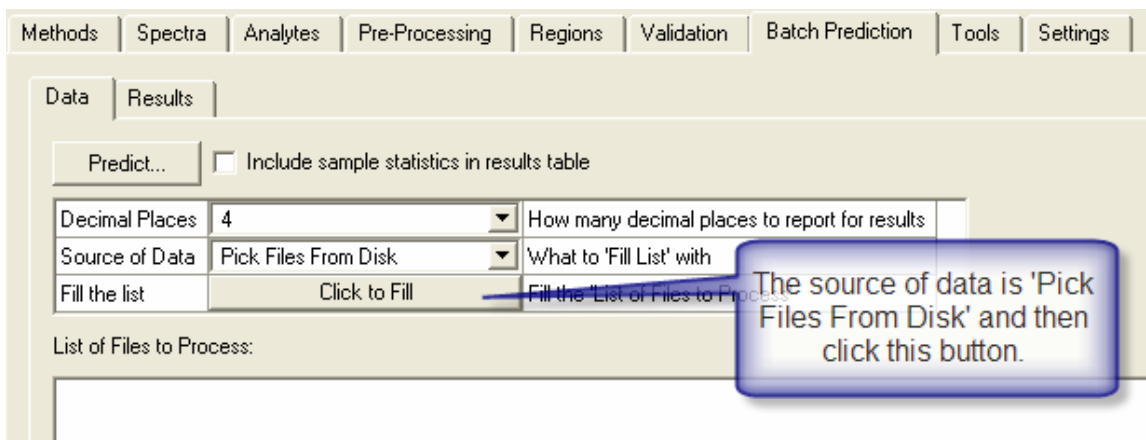 Methods Spectra Analytes Pre-Processing Regions Validation Batch Prediction Tools Settings
Data Results
Predict... Include sample statistics in results table
Decimal Places 4 How many decimal places to report for results
Source of Data Pick Files From Disk What to 'Fill List' with
Fill the list Click to Fill Fill the 'List of Files to Process'
The source of data is 'Pick
Files From Disk' and then
click this button.
List of Files to Process: